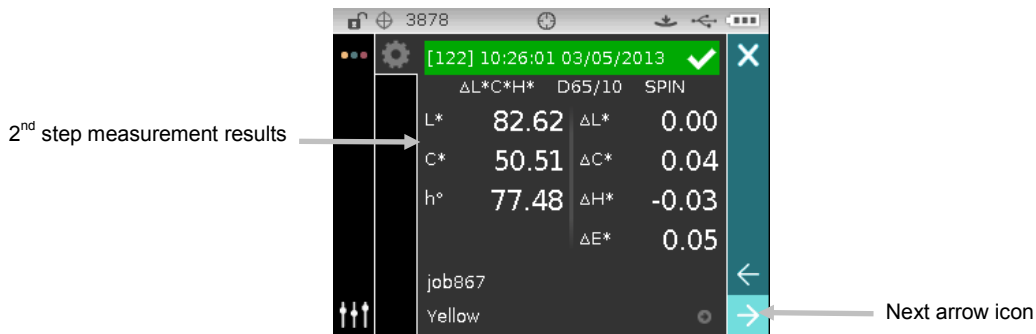 3878
[122] 10:26:01 03/05/2013
ΔL*C*H* D65/10 SPIN
2nd step measurement results
L* 82.62 ΔL* 0.00
C* 50.51 ΔC* 0.04
h° 77.48 ΔH* -0.03
ΔE* 0.05
job867
Yellow
Next arrow icon